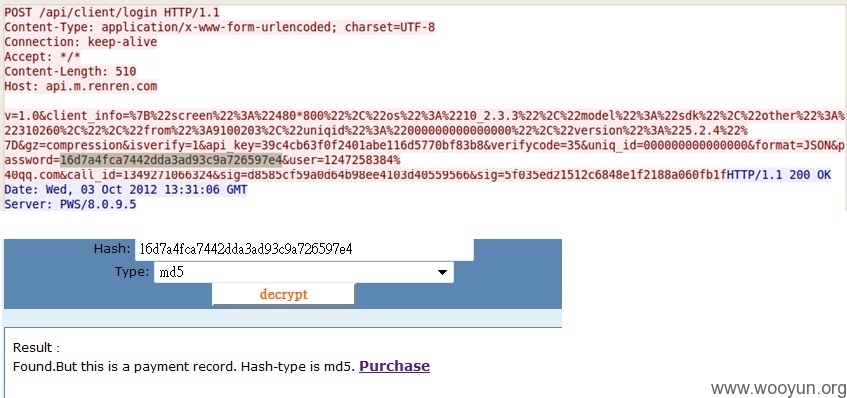 POST /api/client/login HTTP/1.1
Content-Type: application/x-www-form-urlencoded; charset=UTF-8
Connection: keep-alive
Accept: */*
Content-Length: 510
Host: api.m.renren.com
v=1.0&client_info=%7B%22screen%22%3A%22480*800%22%2C%22os%22%3A%2210_2.3.3%22%2C%22model%22%3A%22sdk%22%2C%22other%22%3A%
22310260%2C%22%2C%22from%22%3A9100203%2C%22uniqid%22%3A%22000000000000000%22%2C%22version%22%3A%225.2.4%22%
7D&gz=compression&isverify=1&api_key=39c4cb63f0f2401abe116d5770bf83b8&verifycode=35&uniq_id=000000000000000&format=JSON&p
assword=16d7a4fca7442dda3ad93c9a726597e4&user=1247258384%
40qq.com&call_id=1349271066324&sig=d8585cf59a0d64b98ee4103d40559566&sig=5f035ed21512c6848e1f2188a060fb1fHTTP/1.1 200 OK
Date: Wed, 03 Oct 2012 13:31:06 GMT
Server: PWS/8.0.9.5
Hash: 16d7a4fca7442dda3ad93c9a726597e4
Type: md5
decrypt
Result :
Found.But this is a payment record. Hash-type is md5. Purchase
www.wooyun.org